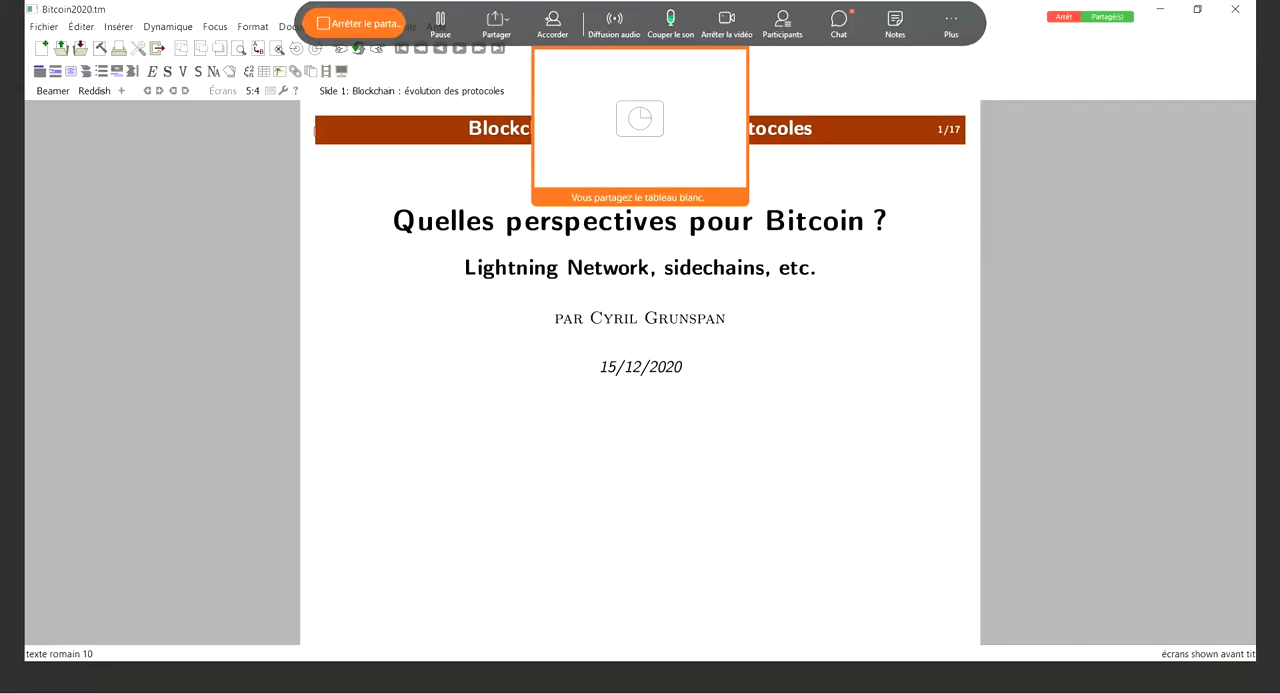 Bitcoin2020.tm
Arrêter le parta...
Pause
Partager
Accorder
Diffusion audio
Couper le son
Arrêter la vidéo
Participants
Chat
Notes
Plus
Arrêt
Partagé(s)
Fichier Éditer Insérer Dynamique Focus Format
Beamer Reddish + Écrans 5:4 ? Slide 1: Blockchain : évolution des protocoles
1/17
Vous partagez le tableau blanc.
Quelles perspectives pour Bitcoin ?
Lightning Network, sidechains, etc.
PAR CYRIL GRUNSPAN
15/12/2020
texte romain 10
écrans shown avant tit